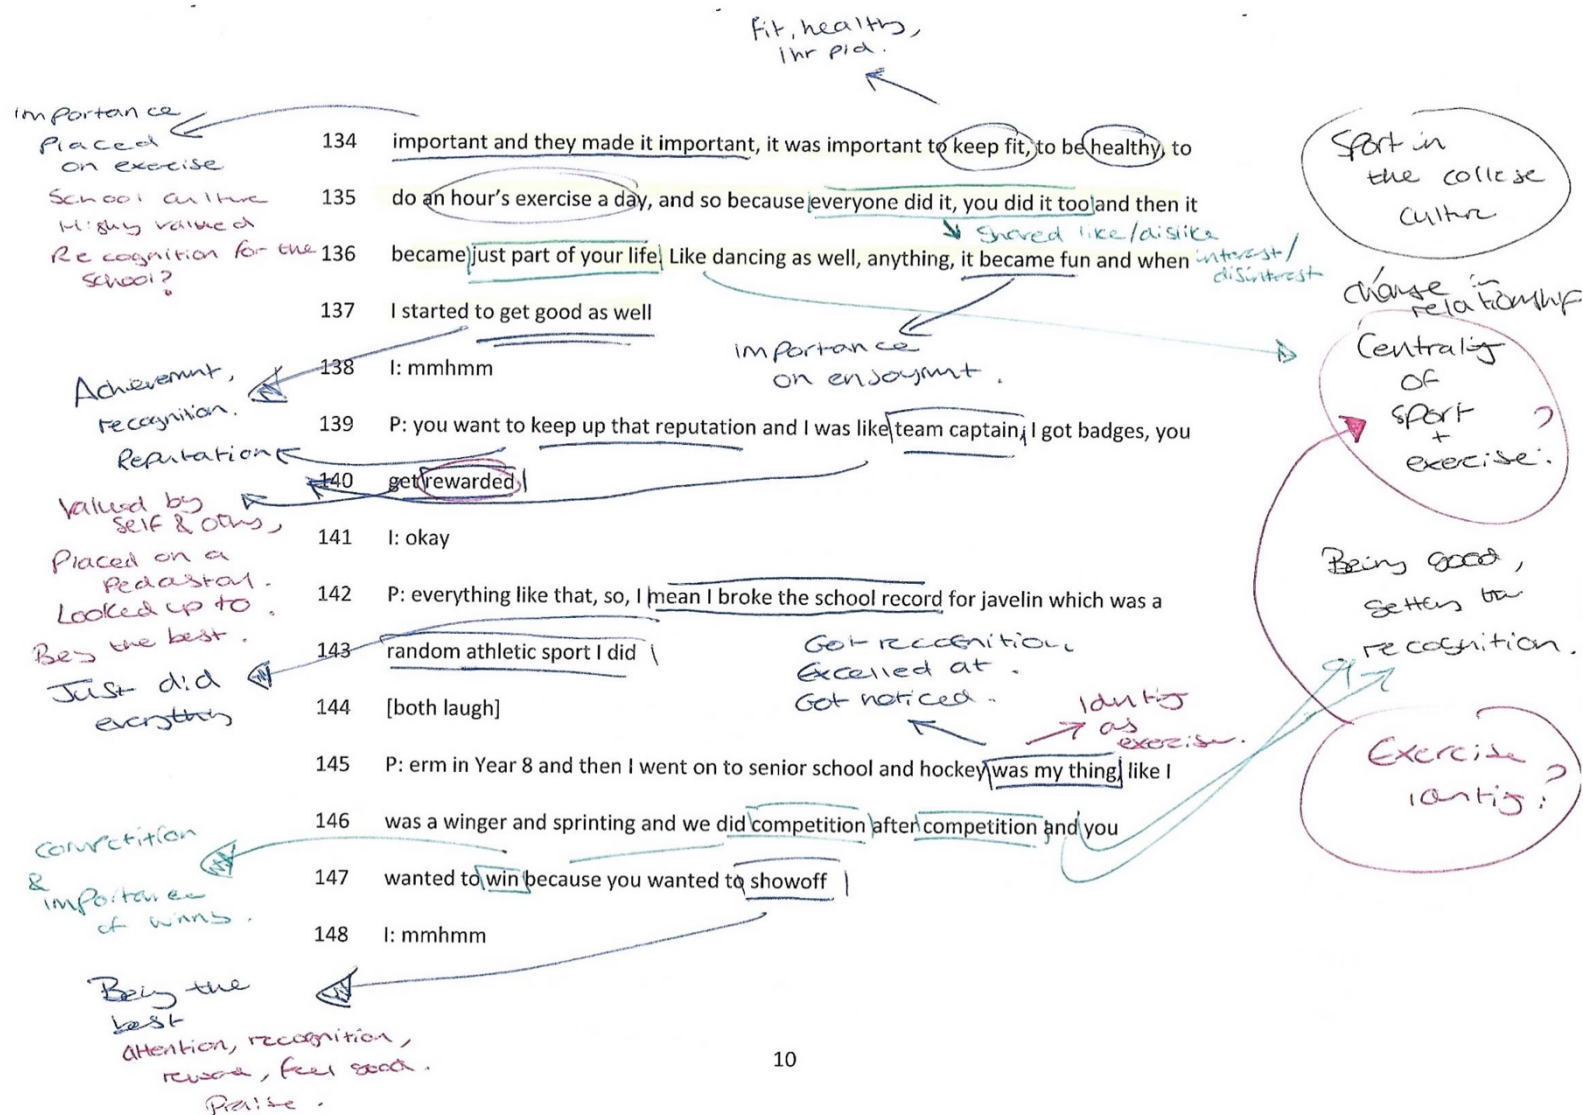 Fit, healthy,
1hr p/d.
importance
Placed
on exercise
School culture
Highly valued
Recognition for the
School?
134 important and they made it important, it was important to keep fit, to be healthy, to
135 do an hour's exercise a day, and so because everyone did it, you did it too and then it
shared like/dislike
136 became just part of your life. Like dancing as well, anything, it became fun and when
interest/
disinterest
137 I started to get good as well
importance
on enjoyment.
138 I: mmhmm
Achievement,
recognition.
139 P: you want to keep up that reputation and I was like team captain, I got badges, you
Reputation
140 get rewarded
Valued by
self & others,
Placed on a
Pedastal.
Looked up to.
Being the best.
141 I: okay
142 P: everything like that, so, I mean I broke the school record for javelin which was a
143 random athletic sport I did
Just did
everything
Got recognition.
Excelled at.
Got noticed.
144 [both laugh]
Identity
as
exercise.
145 P: erm in Year 8 and then I went on to senior school and hockey was my thing, like I
146 was a winger and sprinting and we did competition after competition and you
competition
&
importance
of winning.
147 wanted to win because you wanted to showoff
148 I: mmhmm
Being the
best
attention, recognition,
reward, feel good.
Praise.
Sport in
the college
culture
change in
relationship
Centrality
of
sport
+
exercise?
Being good,
getting the
recognition.
Exercise
identity?
10